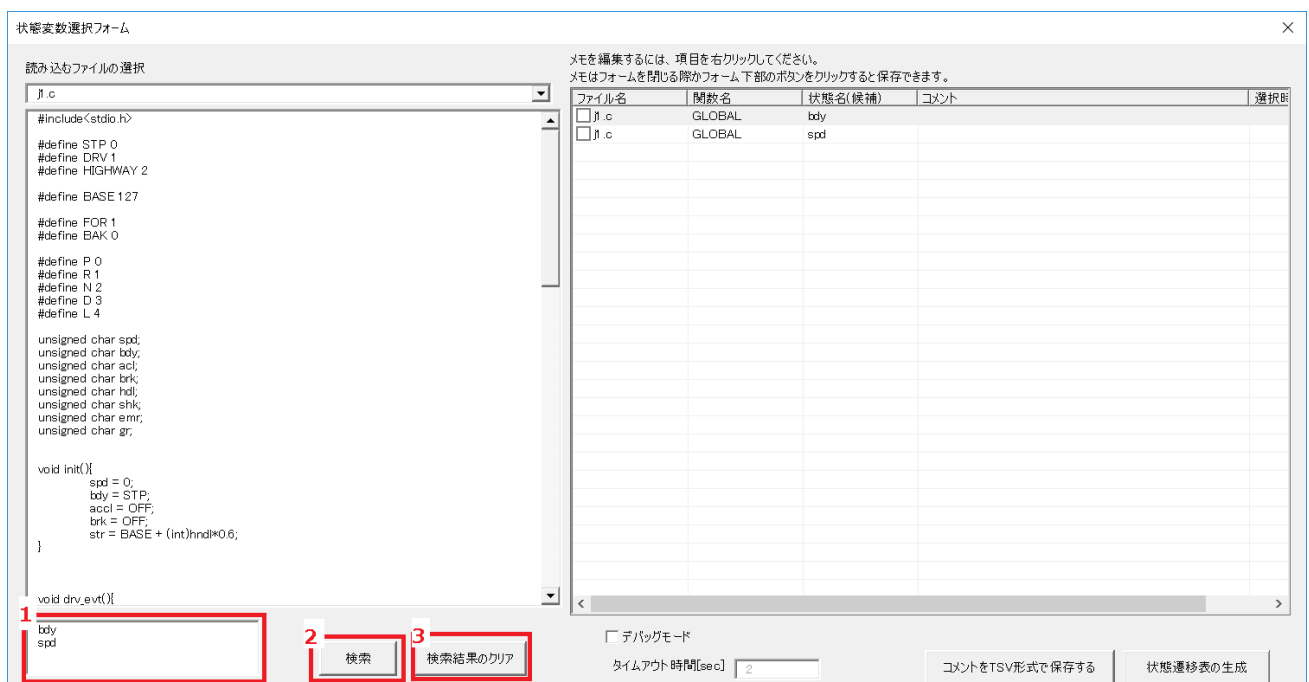 状態変数選択フォーム
読み込むファイルの選択
j1.c
#include<stdio.h>
#define STP 0
#define DRV 1
#define HIGHWAY 2
#define BASE 127
#define FOR 1
#define BAK 0
#define P 0
#define R 1
#define N 2
#define D 3
#define L 4
unsigned char spd;
unsigned char bdy;
unsigned char acl;
unsigned char brk;
unsigned char hdl;
unsigned char shk;
unsigned char emr;
unsigned char gr;
void init(){
spd = 0;
bdy = STP;
accl = OFF;
brk = OFF;
str = BASE + (int)hndl*0.6;
}
void drv_evt(){
1
bdy
spd
2
検索
3
検索結果のクリア
メモを編集するには、項目を右クリックしてください。
メモはフォームを閉じる際かフォーム下部のボタンをクリックすると保存できます。
ファイル名 関数名 状態名(候補) コメント 選択時
j1.c GLOBAL bdy
j1.c GLOBAL spd
デバッグモード
タイムアウト時間[sec] 2
コメントをTSV形式で保存する
状態遷移表の生成